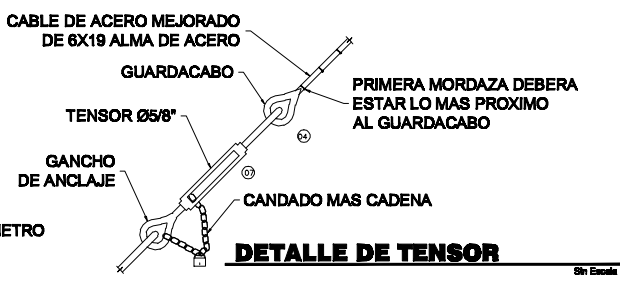 CABLE DE ACERO MEJORADO
DE 6X19 ALMA DE ACERO
GUARDACABO
PRIMERA MORDAZA DEBERA
ESTAR LO MAS PROXIMO
AL GUARDACABO
TENSOR Ø5/8"
04
GANCHO
DE ANCLAJE
07
CANDADO MAS CADENA
ETRO
DETALLE DE TENSOR
Sin Escala